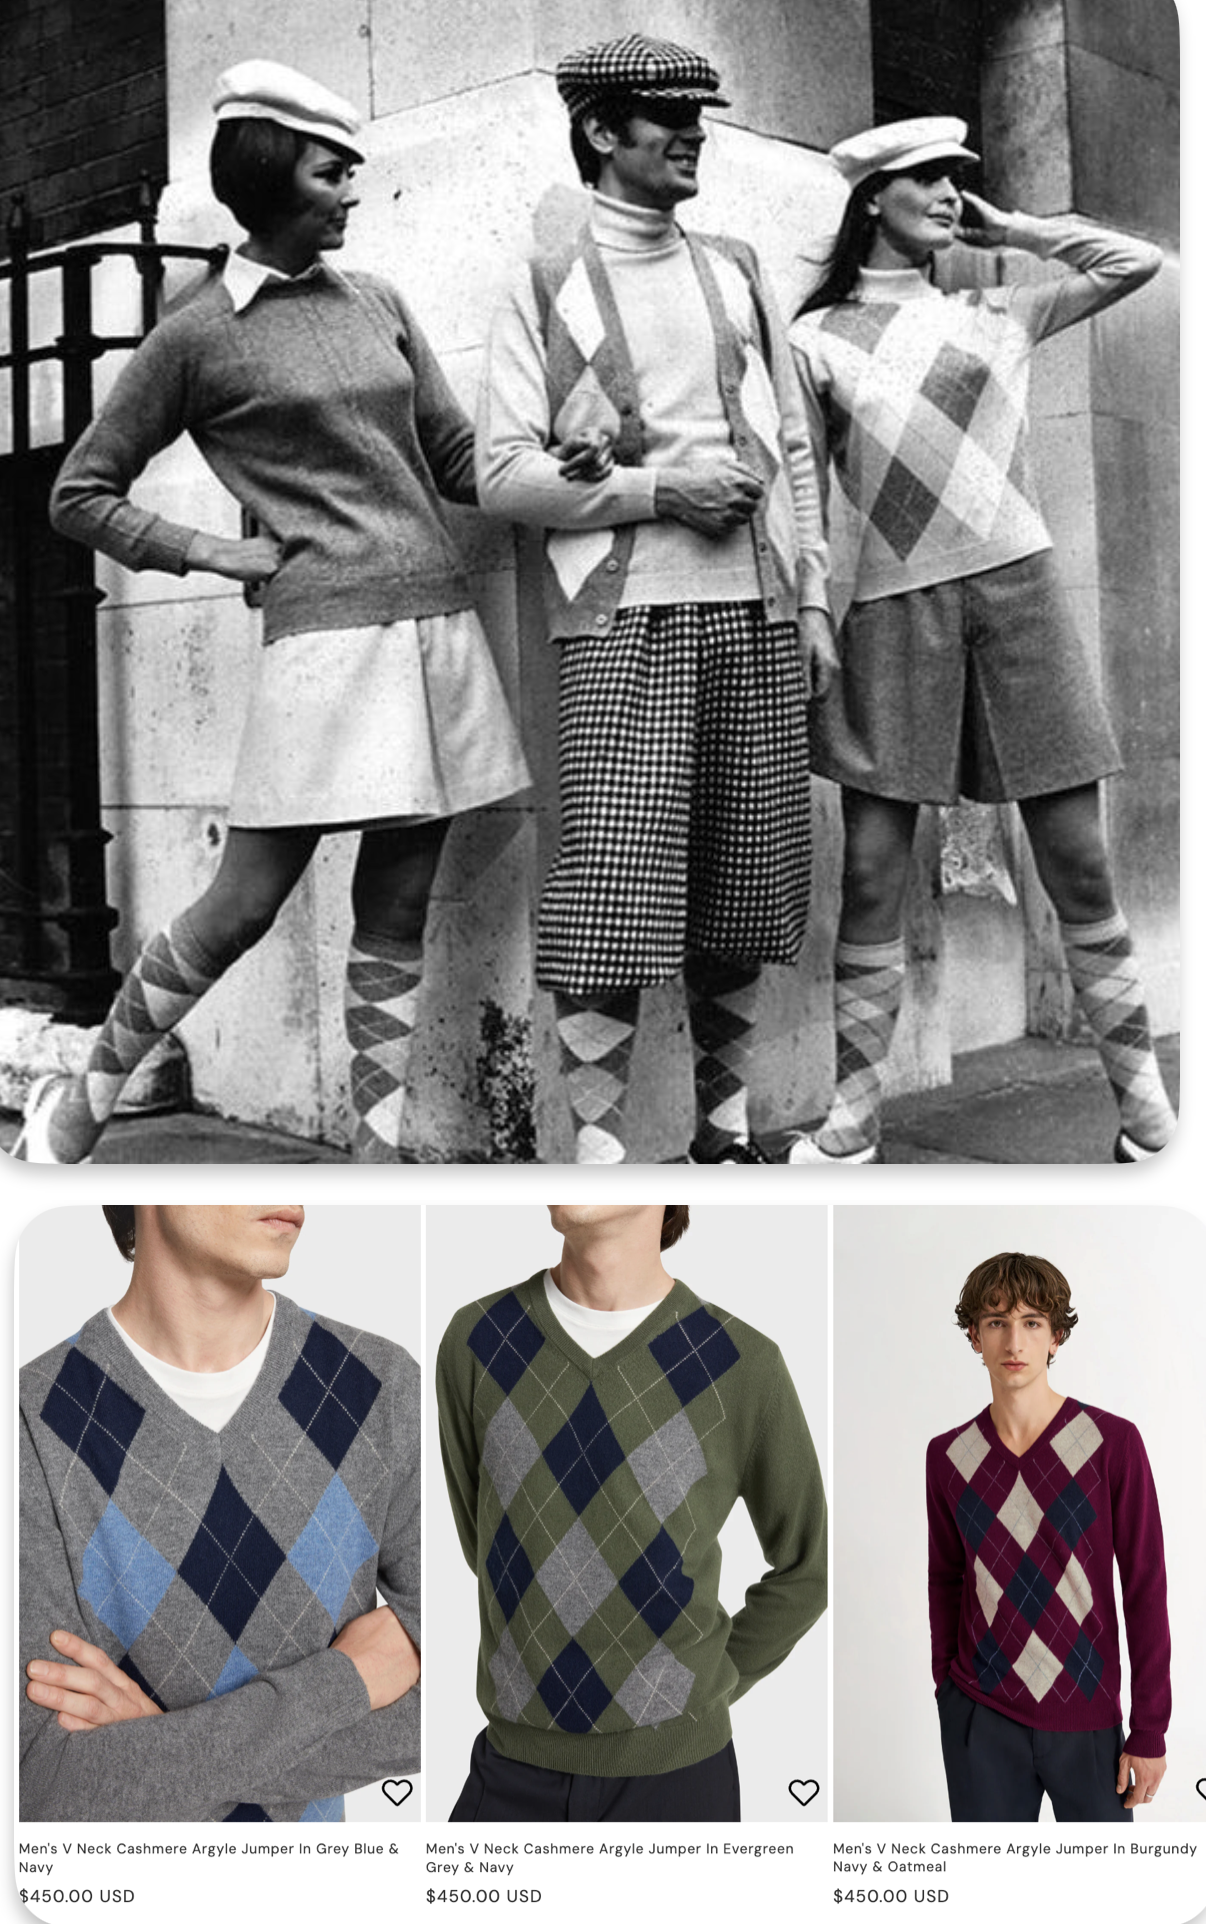 Men's V Neck Cashmere Argyle Jumper In Grey Blue &
Navy
$450.00 USD
Men's V Neck Cashmere Argyle Jumper In Evergreen
Grey & Navy
$450.00 USD
Men's V Neck Cashmere Argyle Jumper In Burgundy
Navy & Oatmeal
$450.00 USD